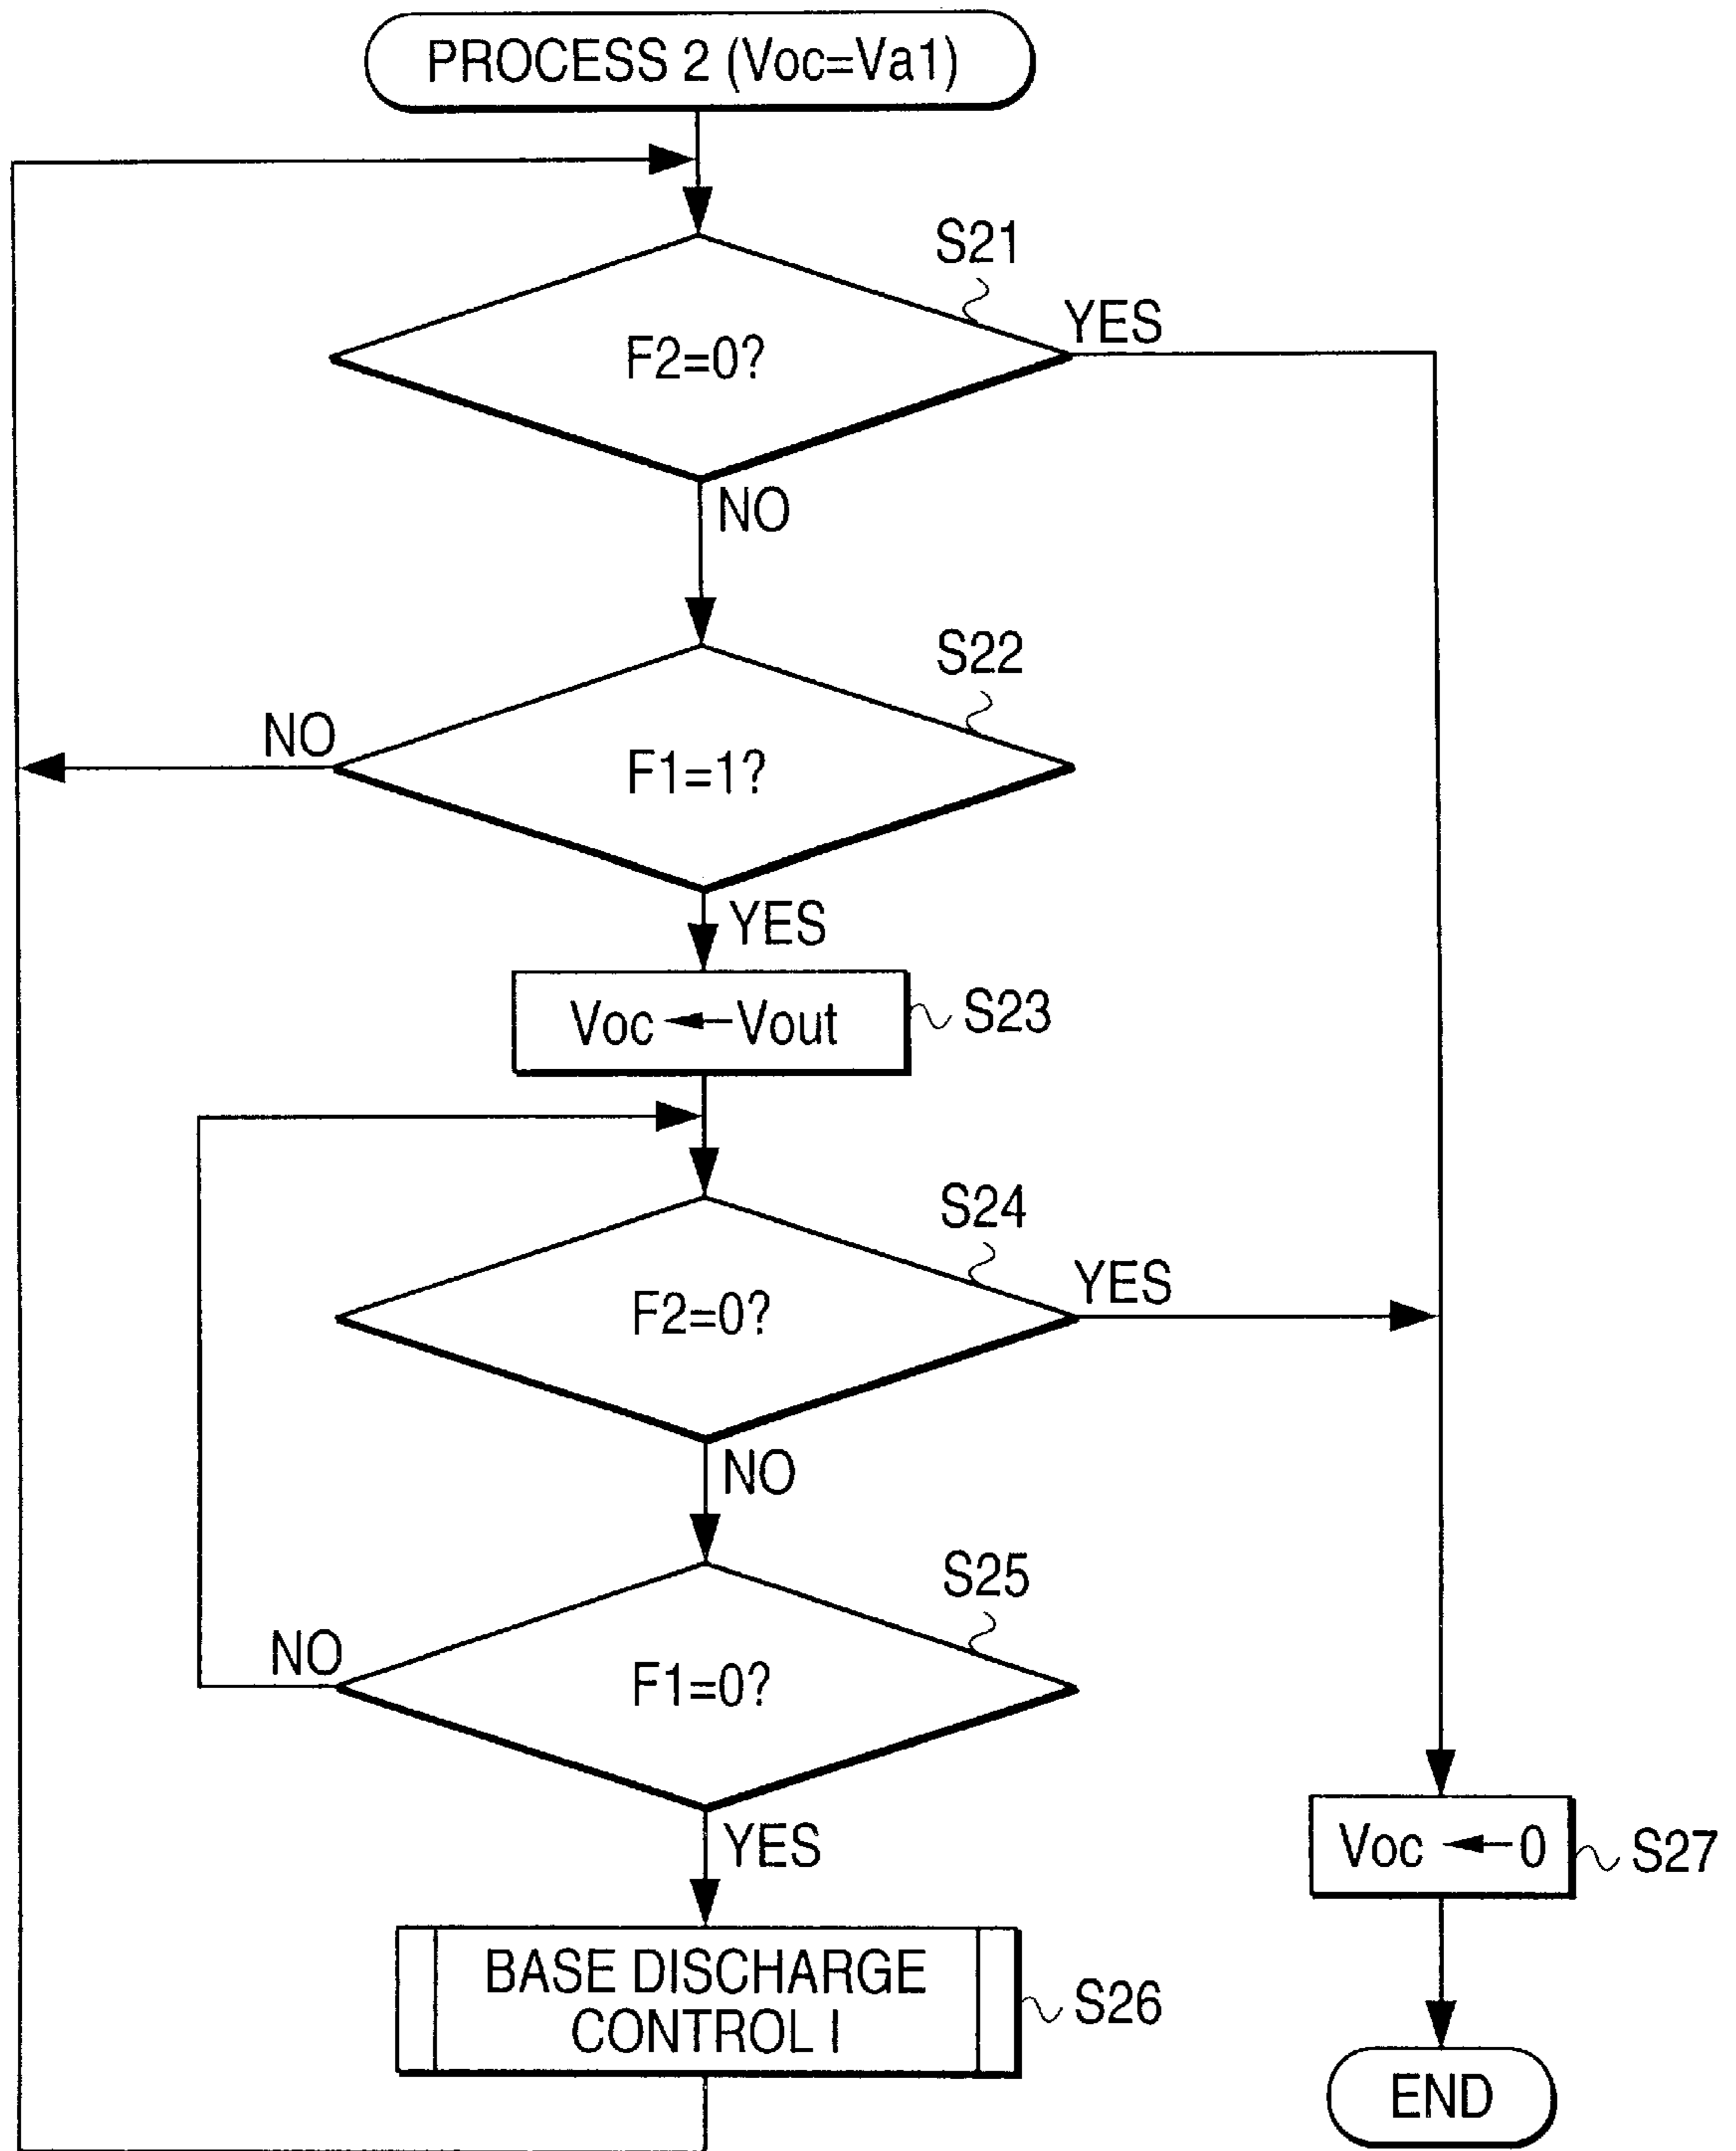 PROCESS 2 (Voc=Va1)
S21
F2=0?
YES
NO
S22
F1=1?
NO
YES
Voc ←Vout
S23
S24
F2=0?
YES
NO
S25
F1=0?
NO
YES
Voc ←0
S27
BASE DISCHARGE
CONTROL I
S26
END